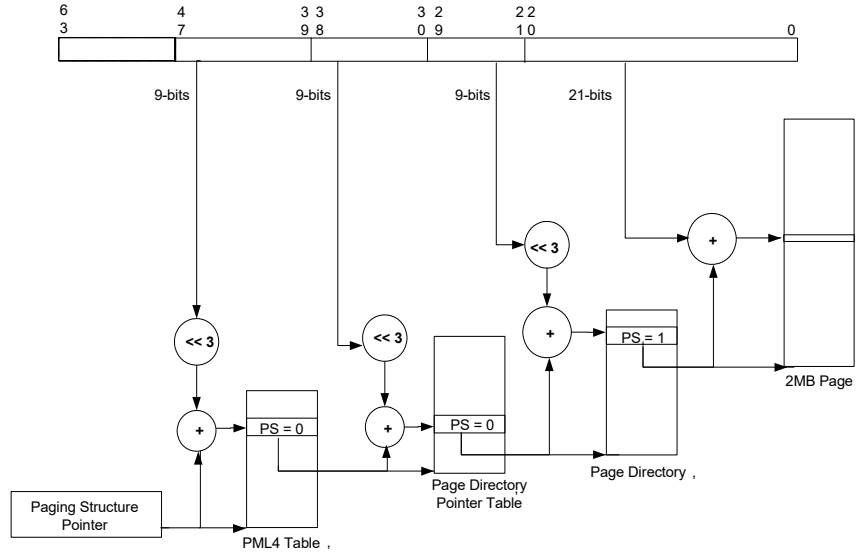 6 4 3 3 3 2 2 2
3 7 9 8 0 9 1 0 0
9-bits 9-bits 9-bits 21-bits
<< 3
+
<< 3
<< 3
+
PS = 1
2MB Page
+
PS = 0
+
PS = 0
Page Directory ,
Page Directory
Pointer Table ,
Paging Structure
Pointer
PML4 Table ,